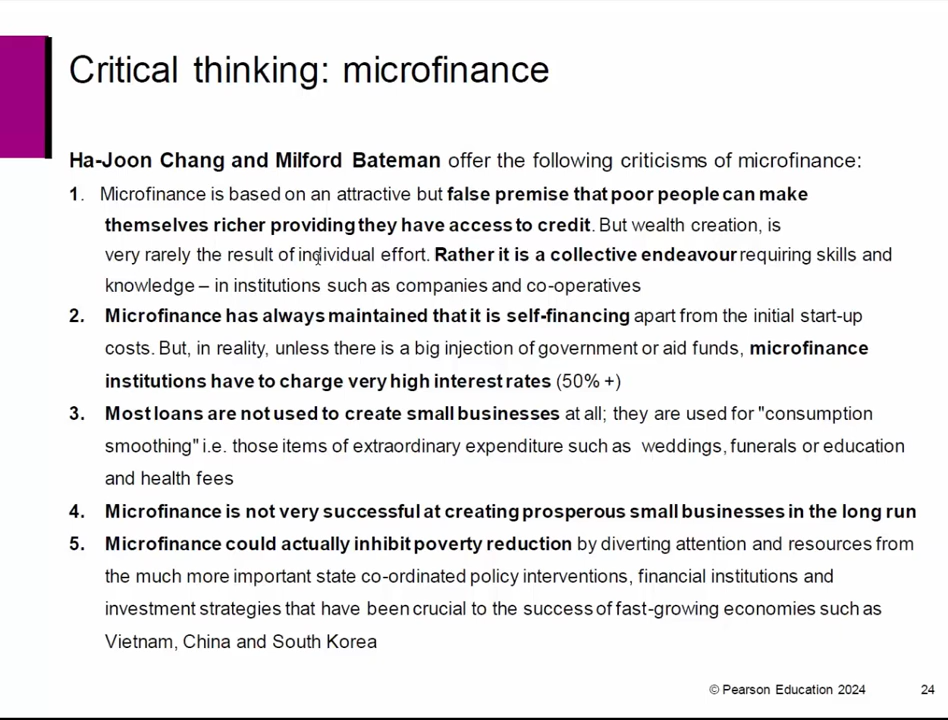 Critical thinking: microfinance
Ha-Joon Chang and Milford Bateman offer the following criticisms of microfinance:
1. Microfinance is based on an attractive but false premise that poor people can make
themselves richer providing they have access to credit. But wealth creation, is
very rarely the result of individual effort. Rather it is a collective endeavour requiring skills and
knowledge – in institutions such as companies and co-operatives
2. Microfinance has always maintained that it is self-financing apart from the initial start-up
costs. But, in reality, unless there is a big injection of government or aid funds, microfinance
institutions have to charge very high interest rates (50% +)
3. Most loans are not used to create small businesses at all; they are used for "consumption
smoothing" i.e. those items of extraordinary expenditure such as weddings, funerals or education
and health fees
4. Microfinance is not very successful at creating prosperous small businesses in the long run
5. Microfinance could actually inhibit poverty reduction by diverting attention and resources from
the much more important state co-ordinated policy interventions, financial institutions and
investment strategies that have been crucial to the success of fast-growing economies such as
Vietnam, China and South Korea
© Pearson Education 2024 24